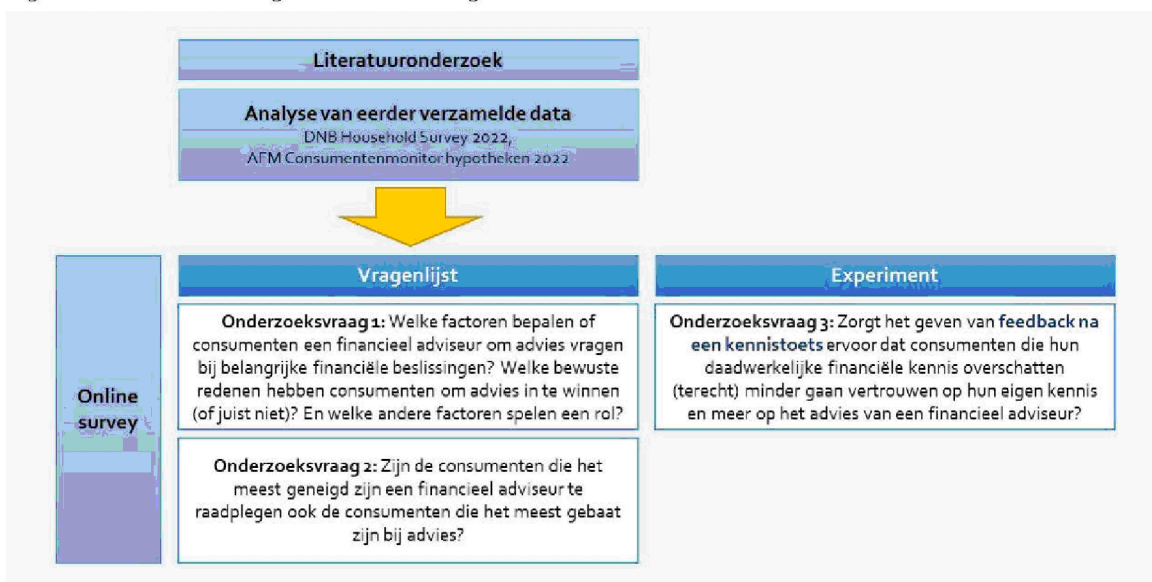 Literatuuronderzoek
Analyse van eerder verzamelde data
DNB Household Survey 2022,
AFM Consumentenmonitor hypotheken 2022
Online
survey
Vragenlijst
Onderzoeksvraag 1: Welke factoren bepalen of
consumenten een financieel adviseur om advies vragen
bij belangrijke financiële beslissingen? Welke bewuste
redenen hebben consumenten om advies in te winnen
(of juist niet)? En welke andere factoren spelen een rol?
Onderzoeksvraag 2: Zijn de consumenten die het
meest geneigd zijn een financieel adviseur te
raadplegen ook de consumenten die het meest gebaat
zijn bij advies?
Experiment
Onderzoeksvraag 3: Zorgt het geven van feedback na
een kennistoets ervoor dat consumenten die hun
daadwerkelijke financiële kennis overschatten
(terecht) minder gaan vertrouwen op hun eigen kennis
en meer op het advies van een financieel adviseur?